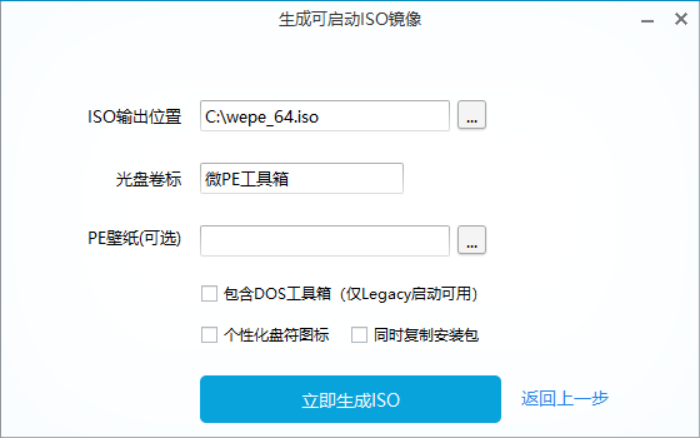 生成可启动ISO镜像
ISO输出位置 C:\wepe_64.iso ...
光盘卷标 微PE工具箱
PE壁纸(可选) ...
包含DOS工具箱（仅Legacy启动可用）
个性化盘符图标 同时复制安装包
立即生成ISO 返回上一步